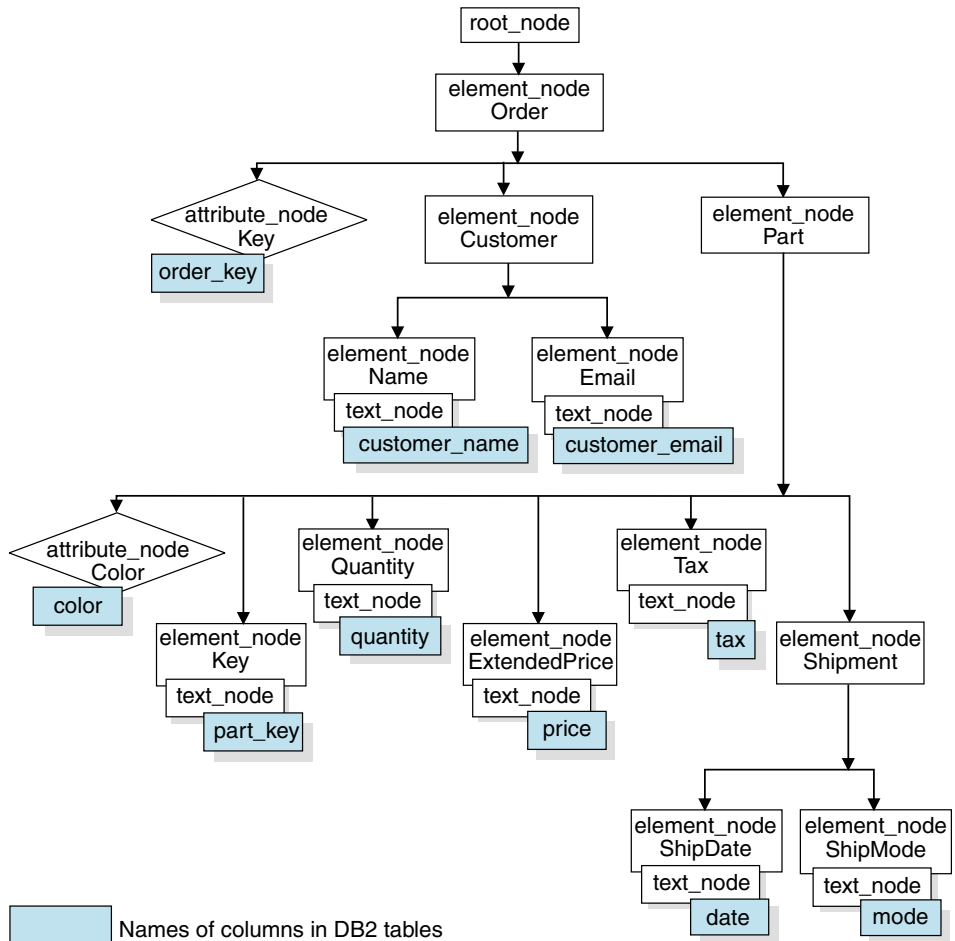 root_node
element_node
Order
attribute_node
Key
order_key
element_node
Customer
element_node
Part
element_node
Name
text_node
customer_name
element_node
Email
text_node
customer_email
attribute_node
Color
color
element_node
Key
text_node
part_key
element_node
Quantity
text_node
quantity
element_node
ExtendedPrice
text_node
price
element_node
Tax
text_node
tax
element_node
Shipment
element_node
ShipDate
text_node
date
element_node
ShipMode
text_node
mode
Names of columns in DB2 tables